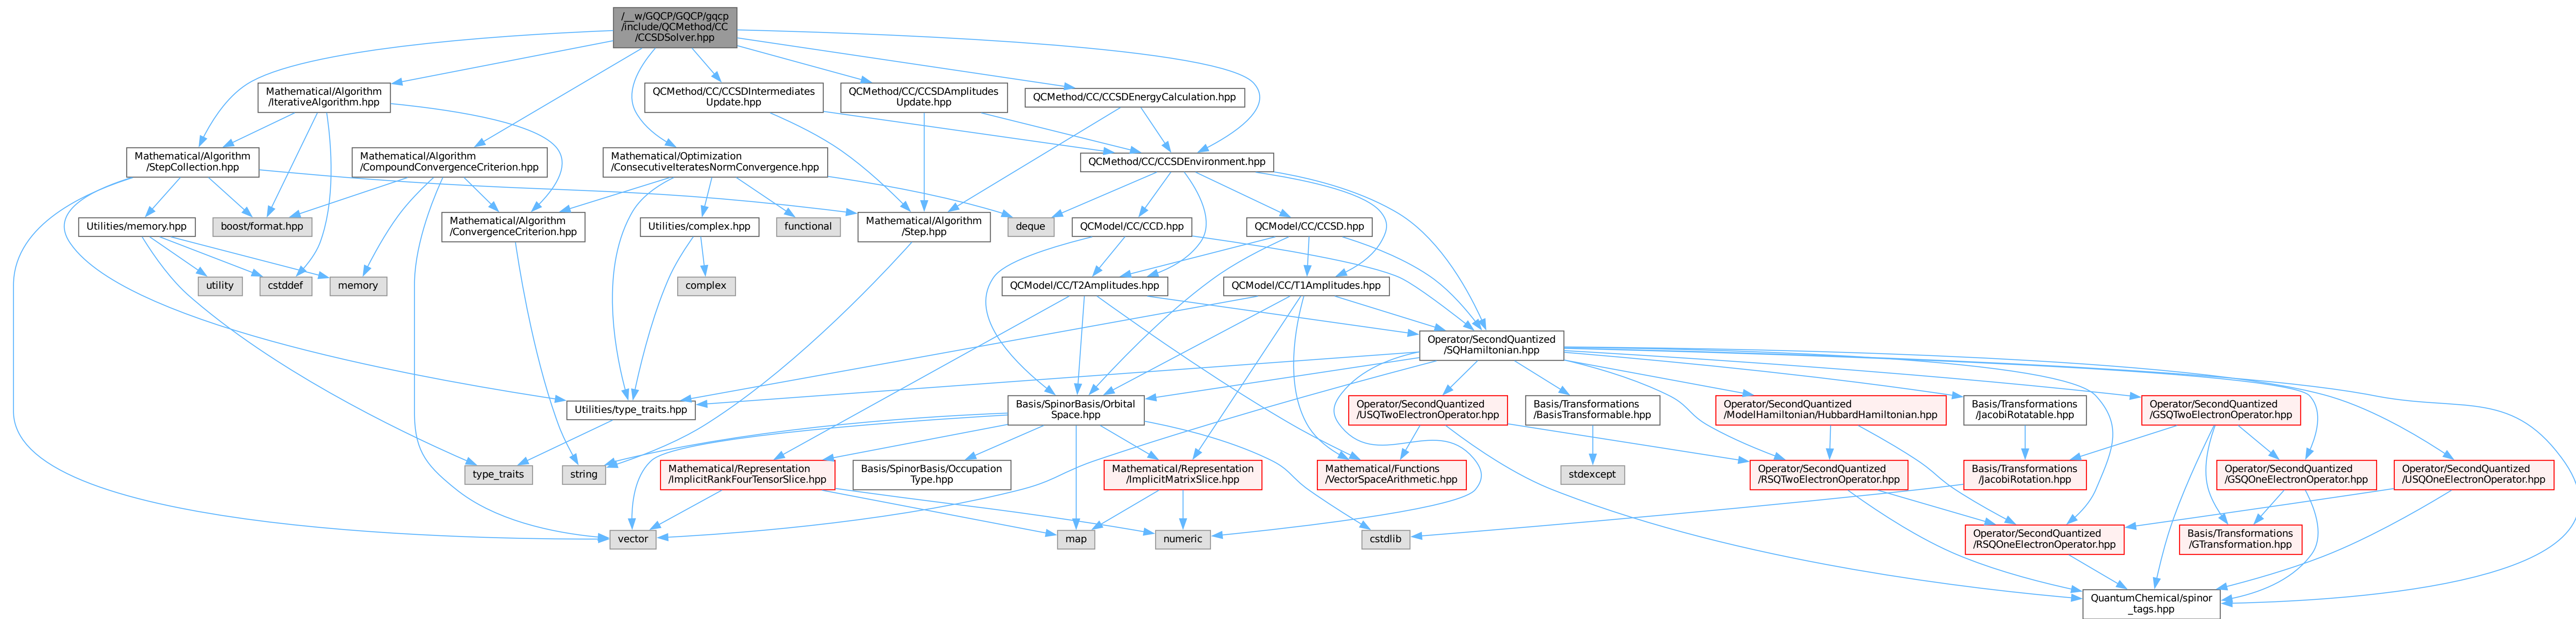 /__w/GQCP/GQCP/gqcp
/include/QCMethod/CC
/CCSDSolver.hpp
Mathematical/Algorithm
/IterativeAlgorithm.hpp
QCMethod/CC/CCSDIntermediates
Update.hpp
QCMethod/CC/CCSDAmplitudes
Update.hpp
QCMethod/CC/CCSDEnergyCalculation.hpp
Mathematical/Algorithm
/StepCollection.hpp
Mathematical/Algorithm
/CompoundConvergenceCriterion.hpp
Mathematical/Optimization
/ConsecutiveIteratesNormConvergence.hpp
QCMethod/CC/CCSDEnvironment.hpp
Utilities/memory.hpp
boost/format.hpp
Mathematical/Algorithm
/ConvergenceCriterion.hpp
Utilities/complex.hpp
functional
Mathematical/Algorithm
/Step.hpp
deque
QCModel/CC/CCD.hpp
QCModel/CC/CCSD.hpp
utility
cstddef
memory
complex
QCModel/CC/T2Amplitudes.hpp
QCModel/CC/T1Amplitudes.hpp
Operator/SecondQuantized
/SQHamiltonian.hpp
Utilities/type_traits.hpp
Basis/SpinorBasis/Orbital
Space.hpp
Operator/SecondQuantized
/USQTwoElectronOperator.hpp
Basis/Transformations
/BasisTransformable.hpp
Operator/SecondQuantized
/ModelHamiltonian/HubbardHamiltonian.hpp
Basis/Transformations
/JacobiRotatable.hpp
Operator/SecondQuantized
/GSQTwoElectronOperator.hpp
type_traits
string
Mathematical/Representation
/ImplicitRankFourTensorSlice.hpp
Basis/SpinorBasis/Occupation
Type.hpp
Mathematical/Representation
/ImplicitMatrixSlice.hpp
Mathematical/Functions
/VectorSpaceArithmetic.hpp
stdexcept
Operator/SecondQuantized
/RSQTwoElectronOperator.hpp
Basis/Transformations
/JacobiRotation.hpp
Operator/SecondQuantized
/GSQOneElectronOperator.hpp
Operator/SecondQuantized
/USQOneElectronOperator.hpp
vector
map
numeric
cstdlib
Operator/SecondQuantized
/RSQOneElectronOperator.hpp
Basis/Transformations
/GTransformation.hpp
QuantumChemical/spinor
_tags.hpp